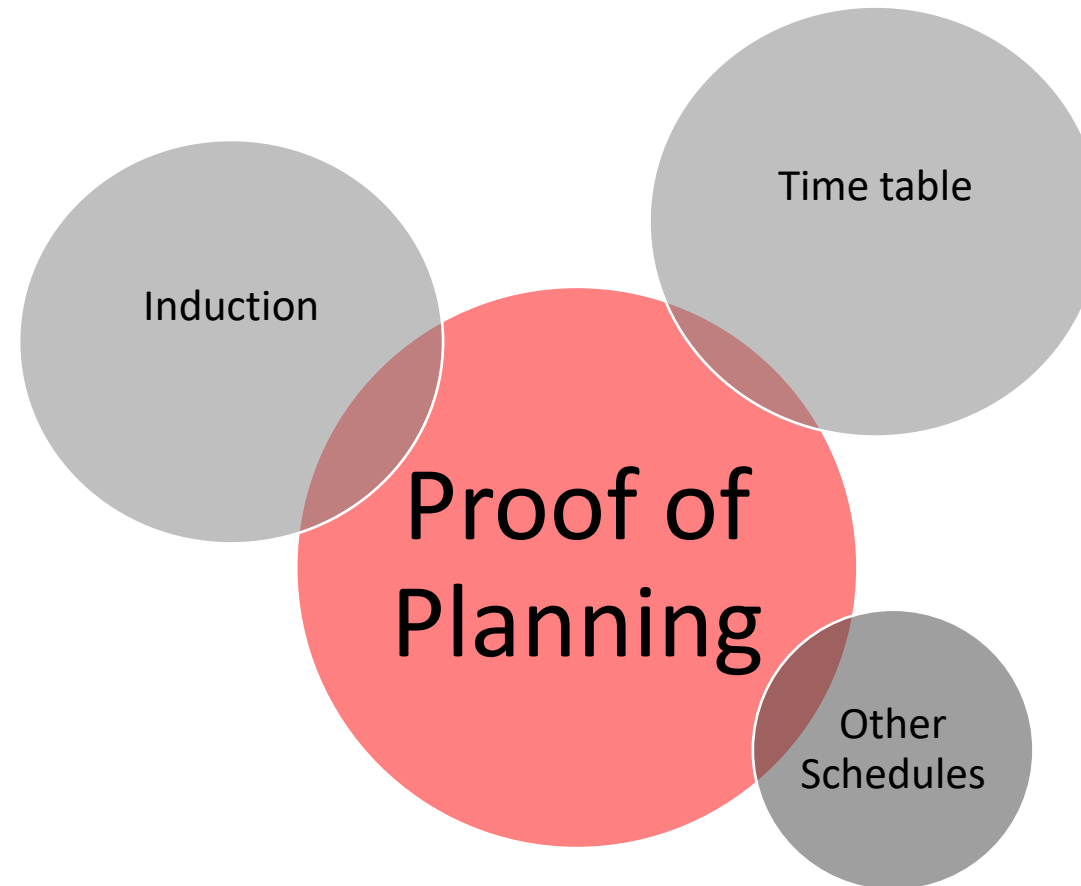 Time table
Induction
Proof of
Planning
Other
Schedules